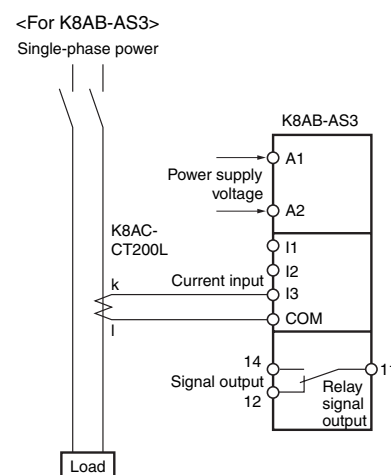 <For K8AB-AS3>
Single-phase power
K8AB-AS3
A1
Power supply
voltage
A2
K8AC-
CT200L
I1
I2
k
Current input
I3
COM
l
14
11
Signal output
12
Relay
signal
output
Load